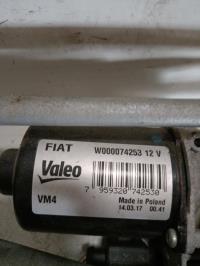 FIAT W000074253 12 V
Valeo
7 959320 742530
VM4
Made in Poland
14.03.17 00.41